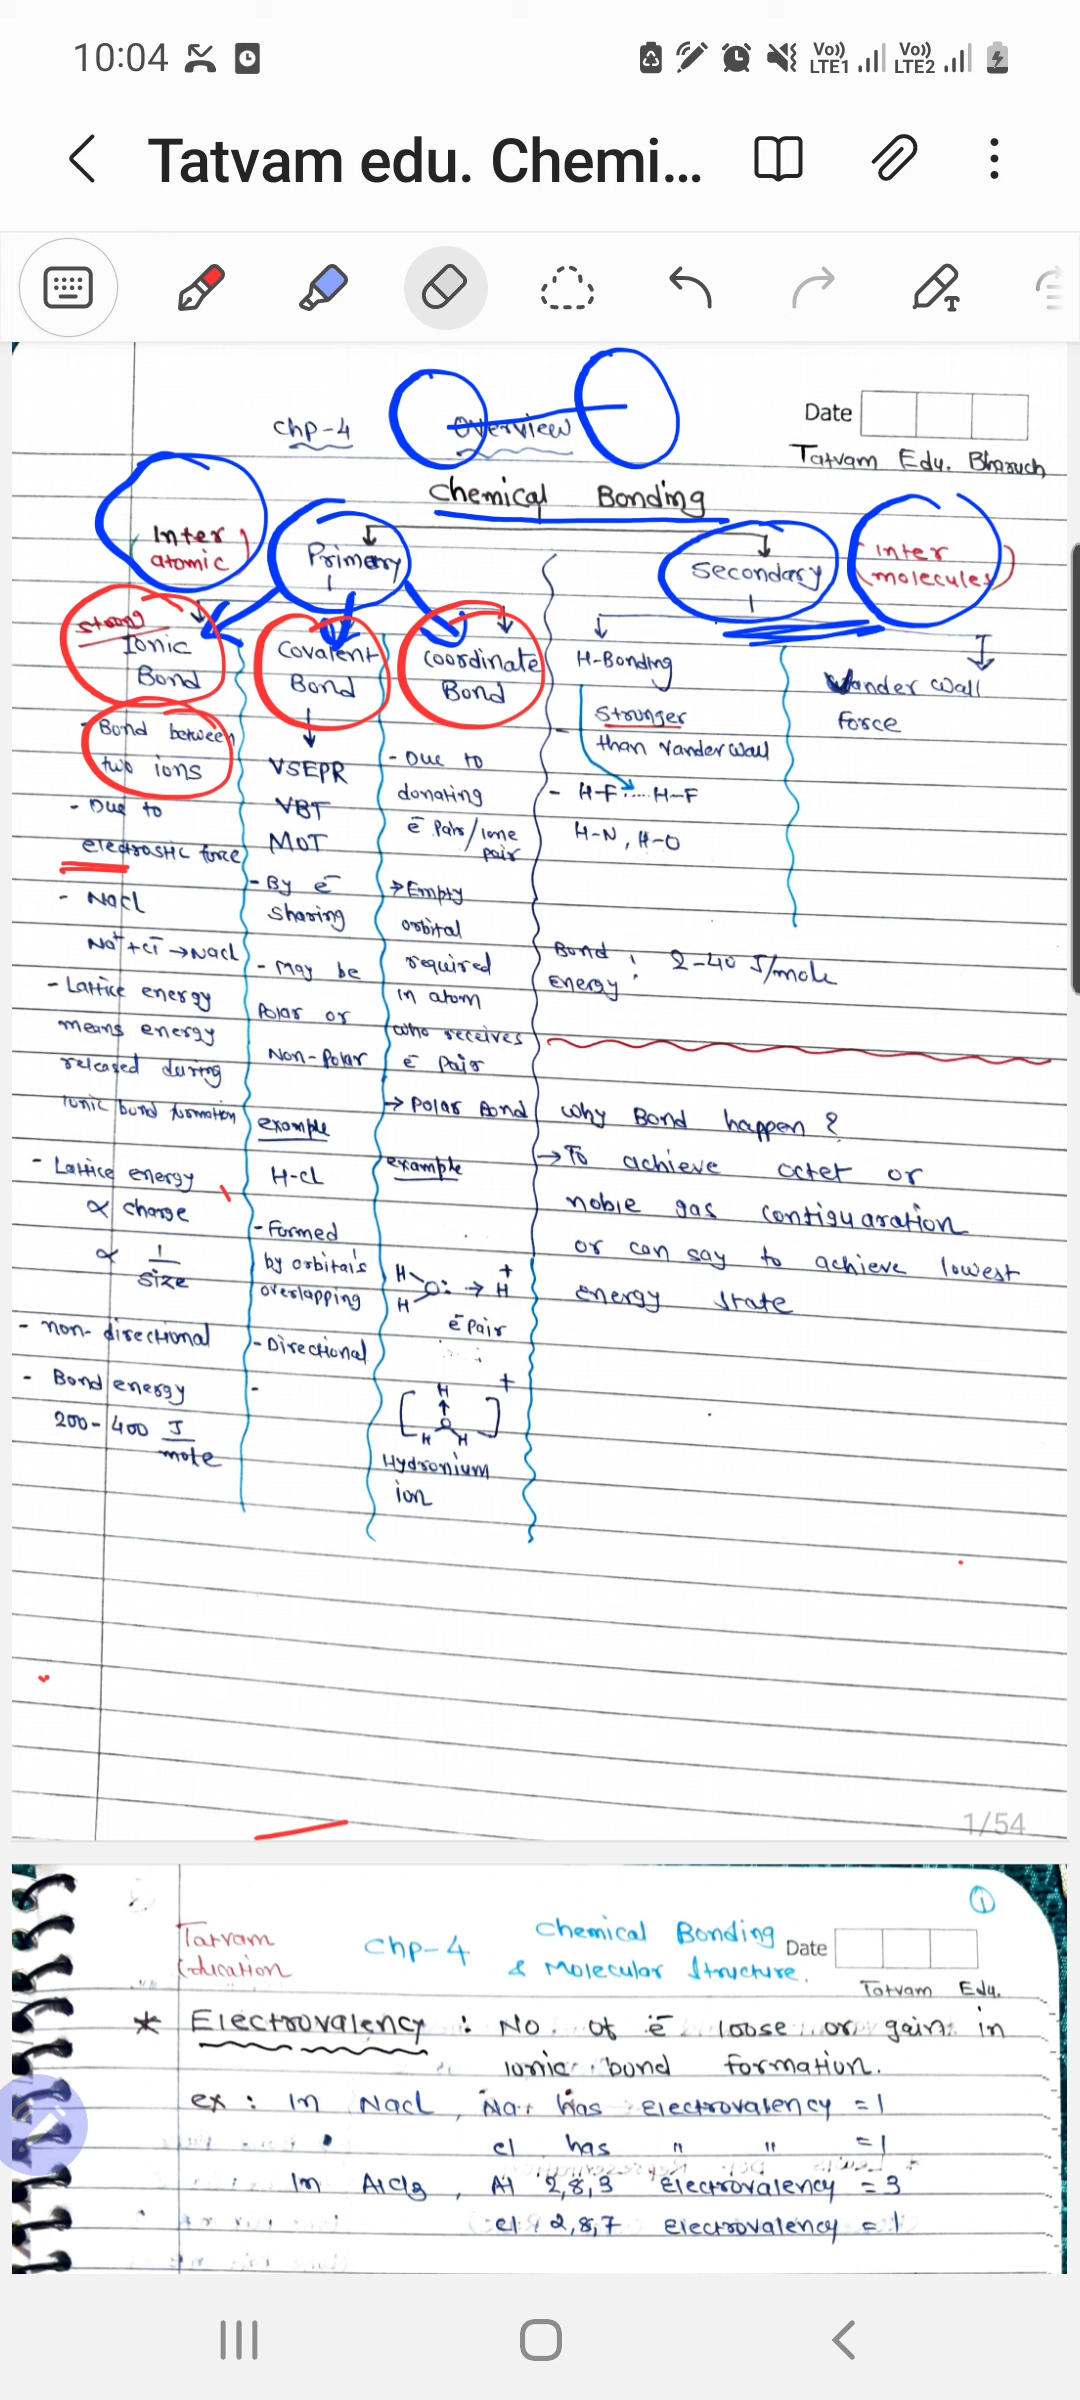 10:04
Vo)) LTE1 Vo)) LTE2
Tatvam edu. Chemi...
Date
Chp-4 Overview
Tatvam Edu. Bharuch
Chemical Bonding
Inter atomic
Primary
Secondary
Inter molecules
Strong
Ionic Bond
- Bond between two ions
- Due to electrostic force
- Nacl
Na+ + cl- → Nacl
- Lattice energy
means energy
released during
Ionic bond formation
- Lattice energy
∝ charge
∝ 1/size
- non-directional
- Bond energy
200-400 J/mole
Covalent Bond
VSEPR
VBT
MOT
- By e- sharing
- May be
Polar or
Non-Polar
example
H-cl
- Formed
by orbital's
overlapping
- Directional
-
Coordinate Bond
- Due to
donating
e- Pair/lone pair
→ Empty
orbital
required
in atom
who receives
e- Pair
→ Polar Bond
example
H
O: → H+
H
e- Pair
H
↑
O
H H
+
Hydronium
ion
H-Bonding
Stronger
than Vanderwall
- H-F.....H-F
H-N, H-O
Vander wall
Force
Bond Energy : 2-40 J/mole
Why Bond happen ?
→ To achieve octet or
noble gas configuaration
or can say to achieve lowest
energy state
1/54
1
Tatvam Education
Chp-4
Chemical Bonding
& Molecular Structure.
Date
Tatvam Edu.
* Electrovalency : No. of e- loose or gain in
ionic bond formation.
ex : In Nacl, Na has electrovalency = 1
cl has " " = 1
In Alcl3, Al 2,8,3 Electrovalency = 3
cl 2,8,7 electrovalency = 1